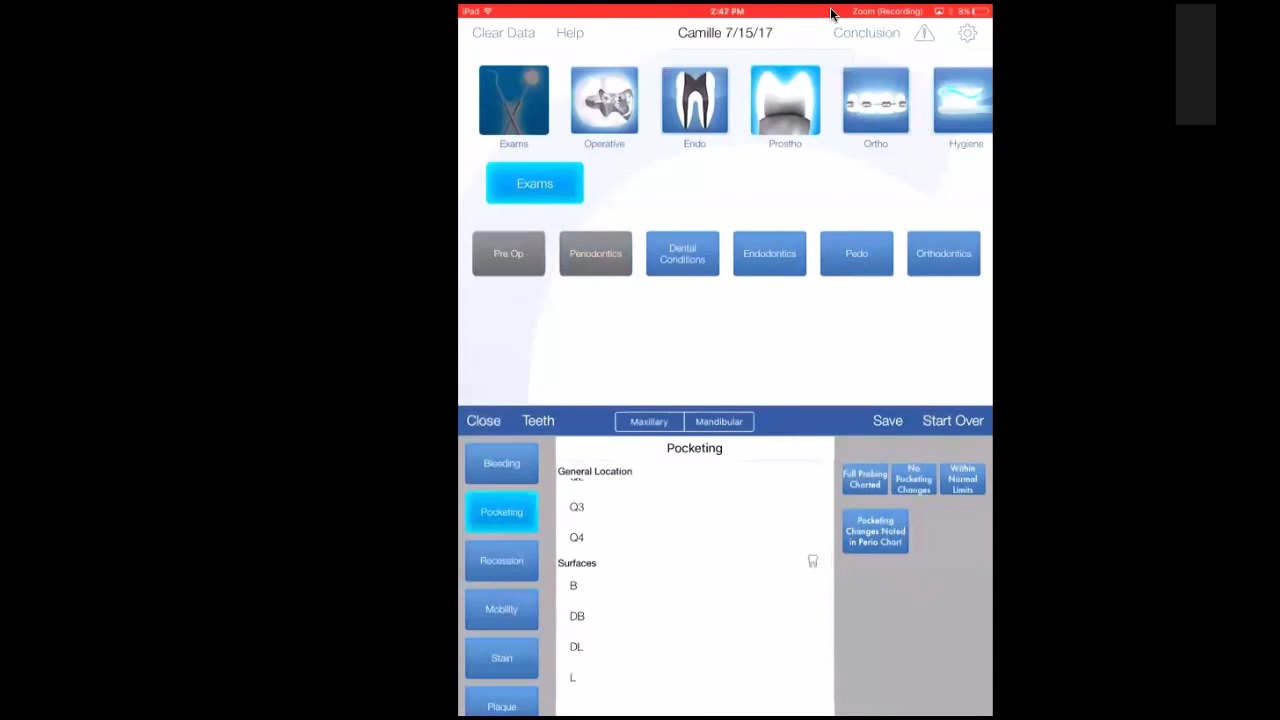 iPad 2:47 PM Zoom (Recording) 8%
Clear Data Help Camille 7/15/17 Conclusion
Exams Operative Endo Prostho Ortho Hygiene
Exams
Pre Op Periodontics Dental Conditions Endodontics Pedo Orthodontics
Close Teeth Maxillary Mandibular Save Start Over
Pocketing
Bleeding
Pocketing
Recession
Mobility
Stain
Plaque
General Location
Q3
Q4
Surfaces
B
DB
DL
L
Full Probing
Charted
No
Pocketing
Changes
Within
Normal
Limits
Pocketing
Changes Noted
in Perio Chart